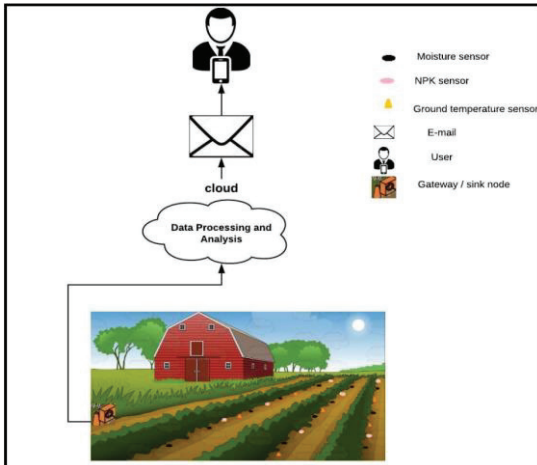 Moisture sensor
NPK sensor
Ground temperature sensor
E-mail
User
Gateway / sink node
cloud
Data Processing and
Analysis